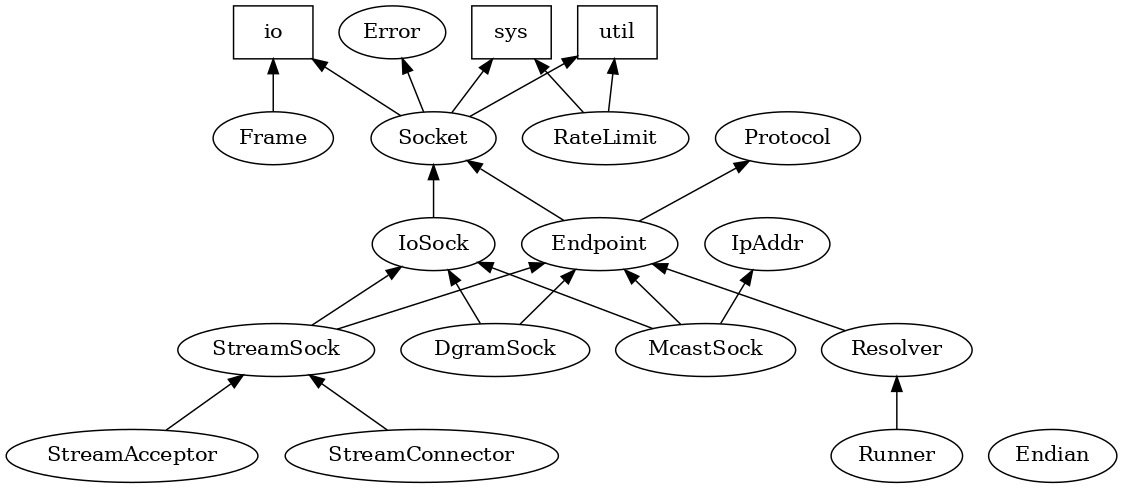 io
Error
sys
util
Frame
Socket
RateLimit
Protocol
IoSock
Endpoint
IpAddr
StreamSock
DgramSock
McastSock
Resolver
StreamAcceptor
StreamConnector
Runner
Endian